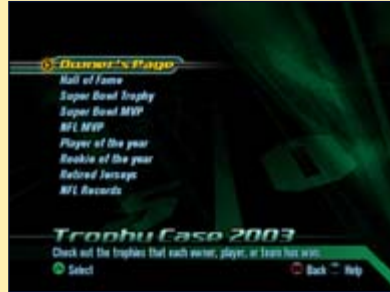 Owner's Page
Hall of Fame
Super Bowl Trophy
Super Bowl MVP
NFL MVP
Player of the year
Rookie of the year
Retired Jerseys
NFL Records
Trophy Case 2003
Check out the trophies that each owner, player, or team has won.
Select
Back Help